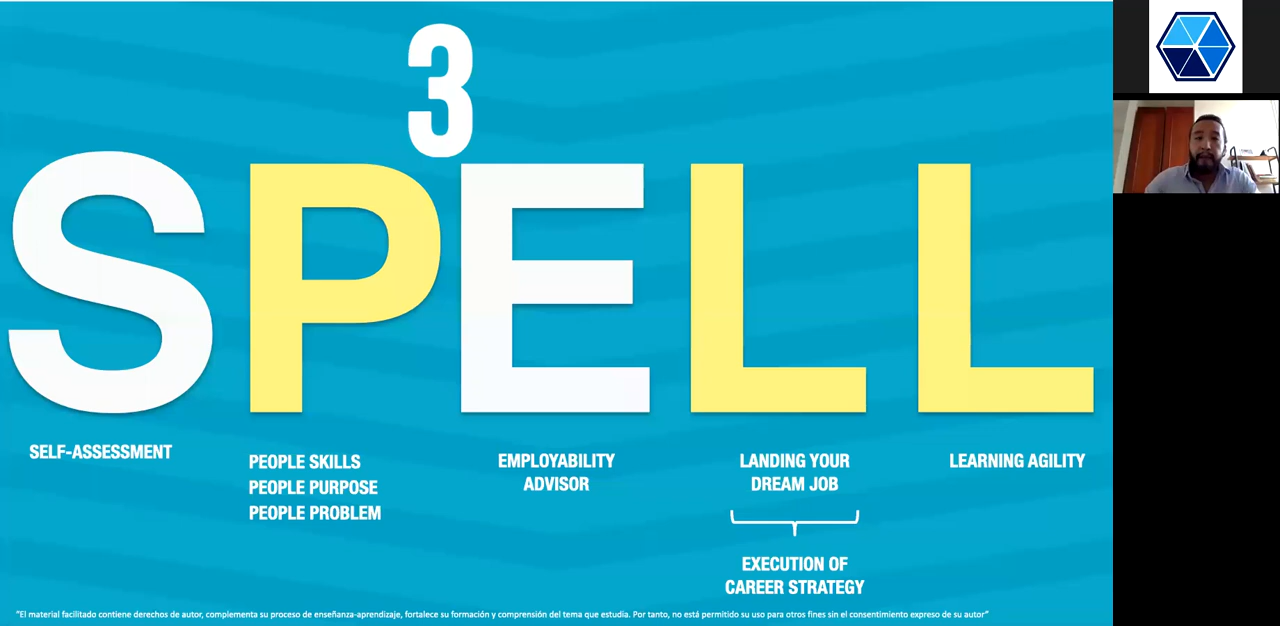 3
SPELL
SELF-ASSESSMENT
PEOPLE SKILLS
PEOPLE PURPOSE
PEOPLE PROBLEM
EMPLOYABILITY
ADVISOR
LANDING YOUR
DREAM JOB
EXECUTION OF
CAREER STRATEGY
LEARNING AGILITY
"El material facilitado contiene derechos de autor, complementa su proceso de enseñanza-aprendizaje, fortalece su formación y comprensión del tema que estudia. Por tanto, no está permitido su uso para otros fines sin el consentimiento expreso de su autor"